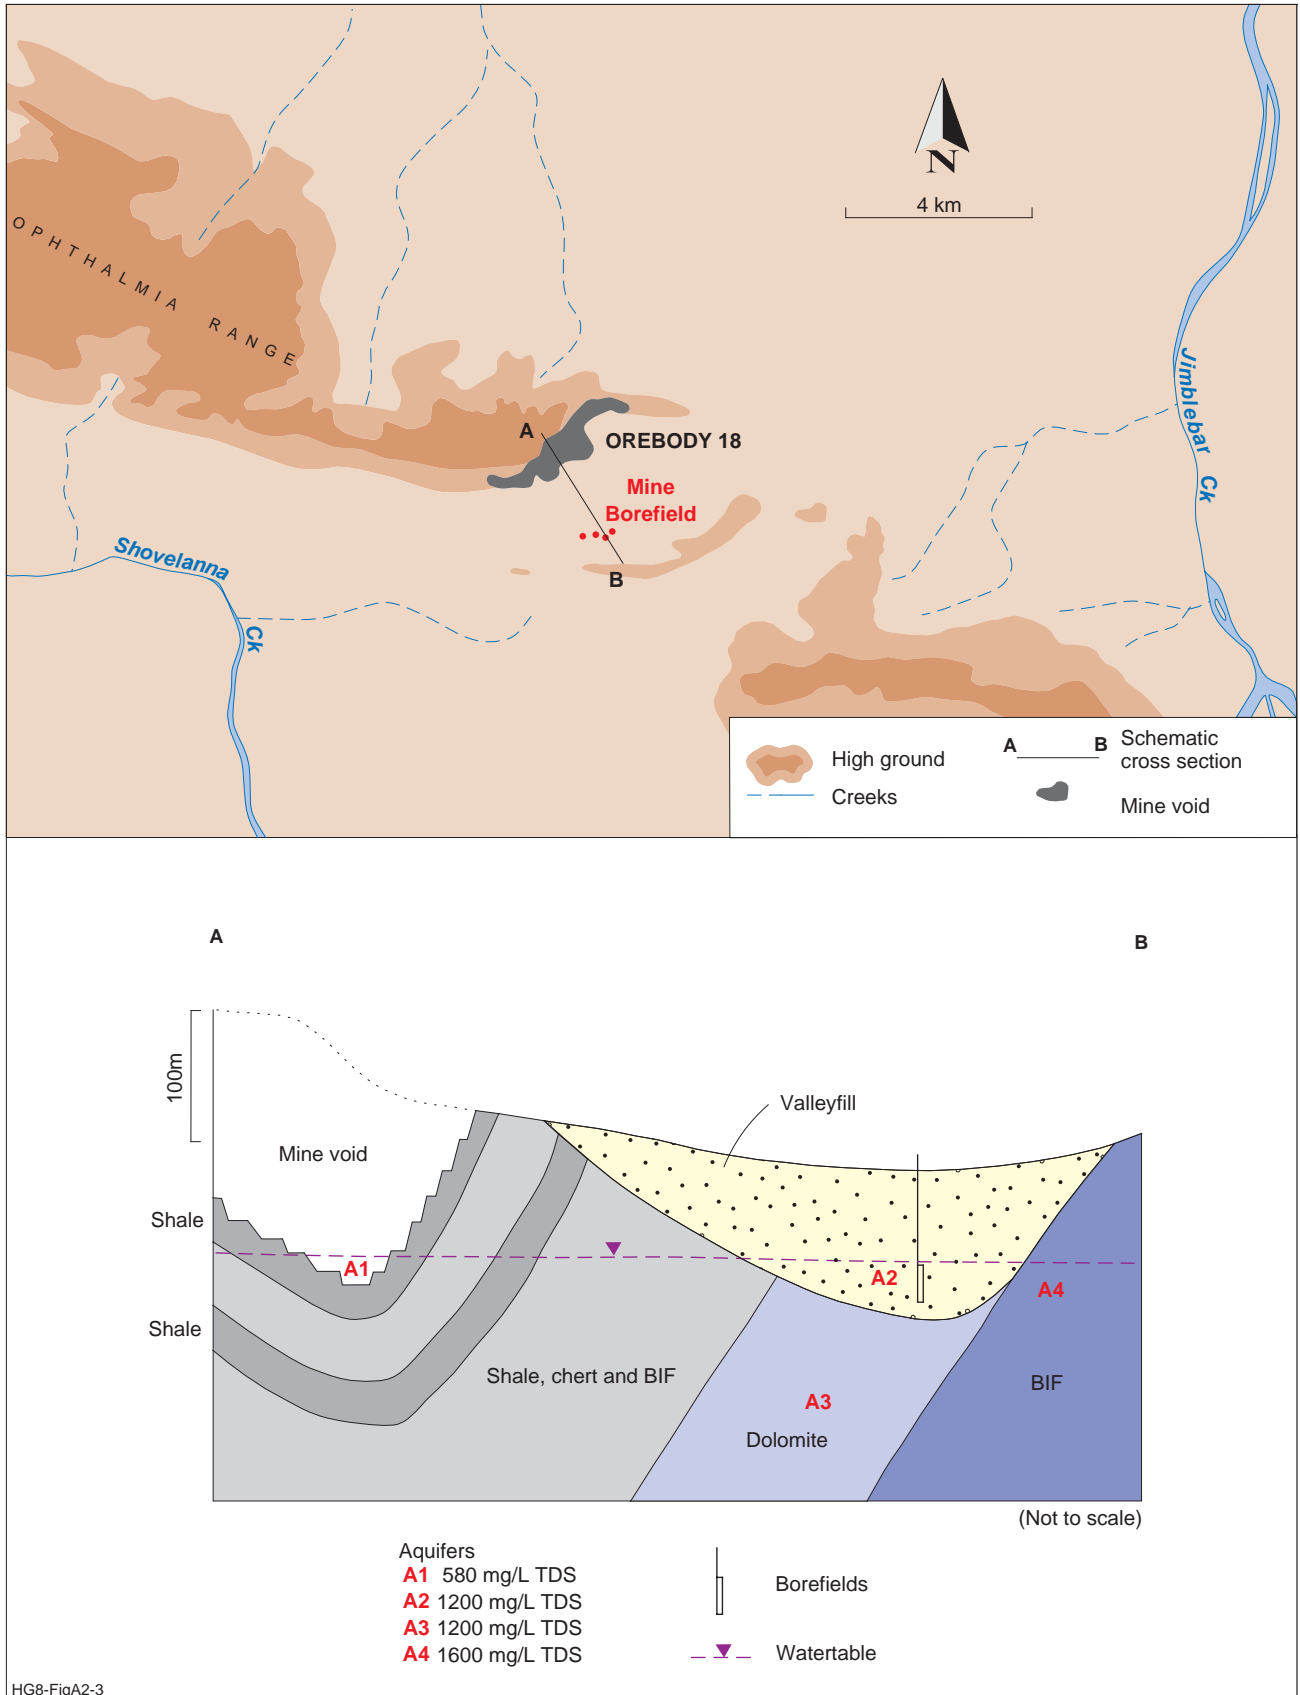 OPHTHALMIA RANGE
N
4 km
A
OREBODY 18
Mine
Borefield
B
Jimblebar Ck
Shovelanna
Ck
High ground
Creeks
A B
Schematic
cross section
Mine void
A
B
100m
Mine void
Valleyfill
Shale
A1
A2
A4
Shale
Shale, chert and BIF
A3
Dolomite
BIF
(Not to scale)
Aquifers
A1 580 mg/L TDS
A2 1200 mg/L TDS
A3 1200 mg/L TDS
A4 1600 mg/L TDS
Borefields
Watertable
HG8-FigA2-3